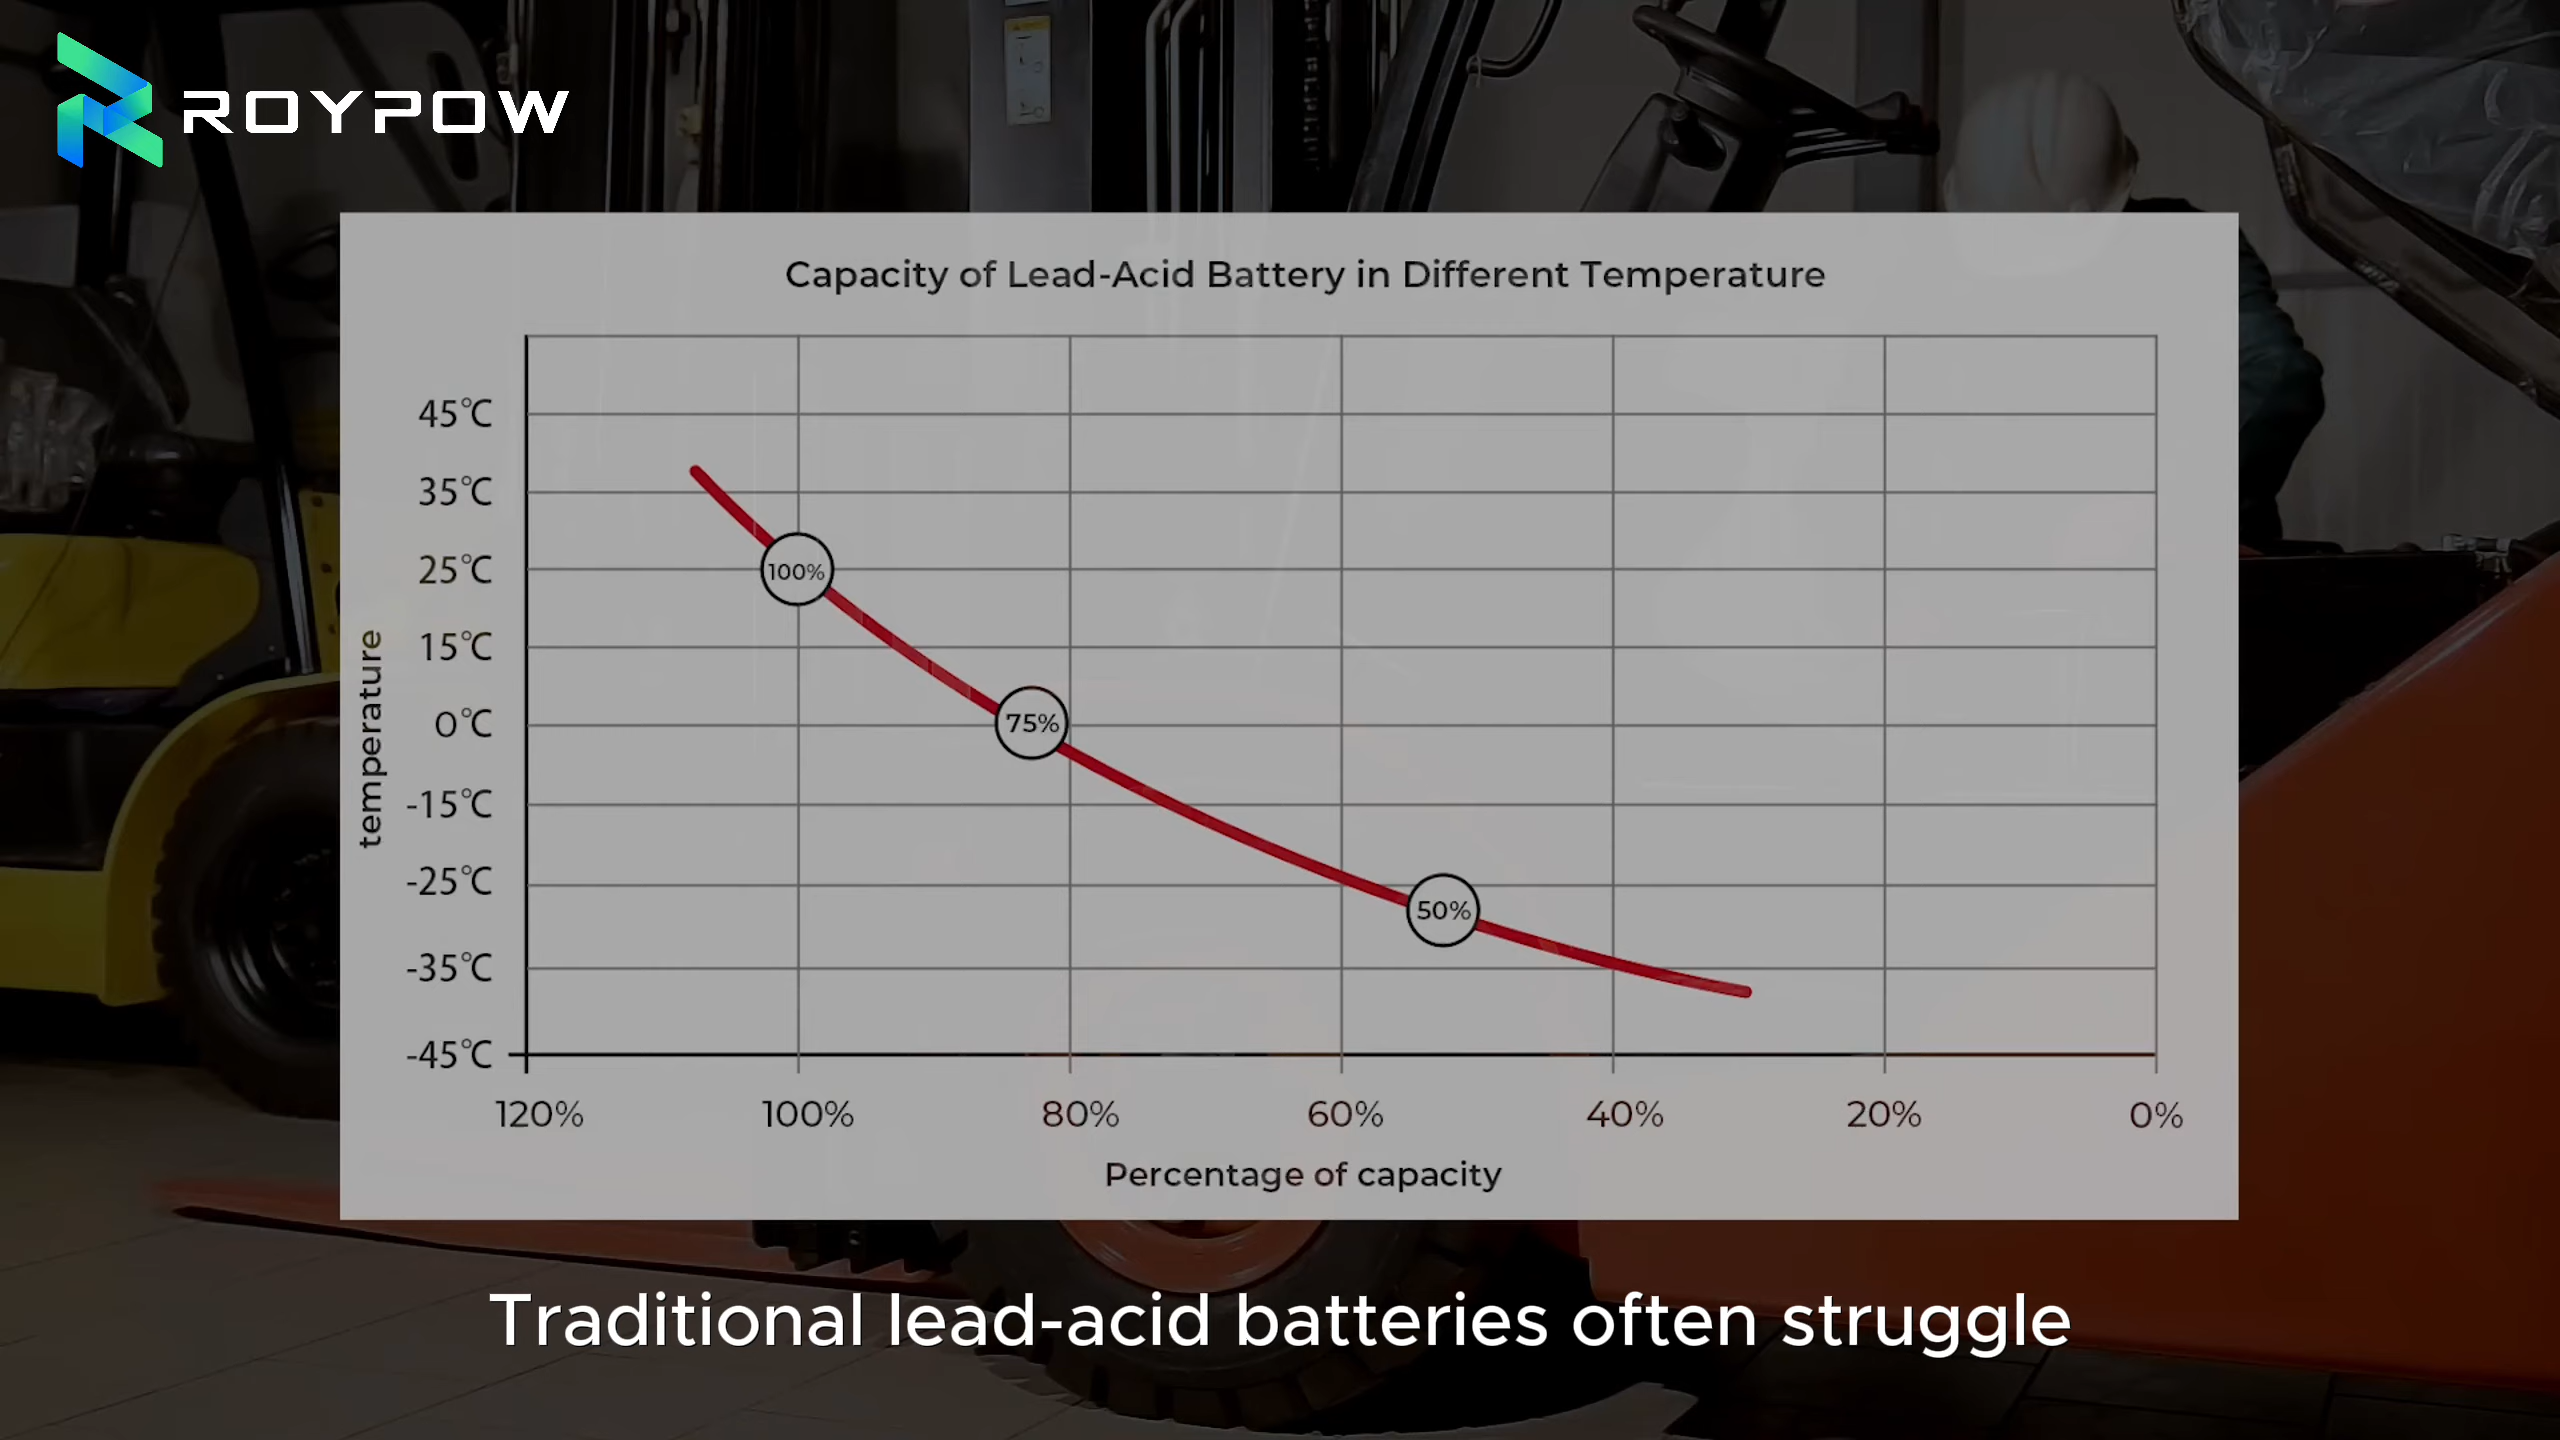 ROYPOW
Capacity of Lead-Acid Battery in Different Temperature
45℃
35℃
25℃
15℃
0℃
-15℃
-25℃
-35℃
-45℃
temperature
100%
75%
50%
120% 100% 80% 60% 40% 20% 0%
Percentage of capacity
Traditional lead-acid batteries often struggle